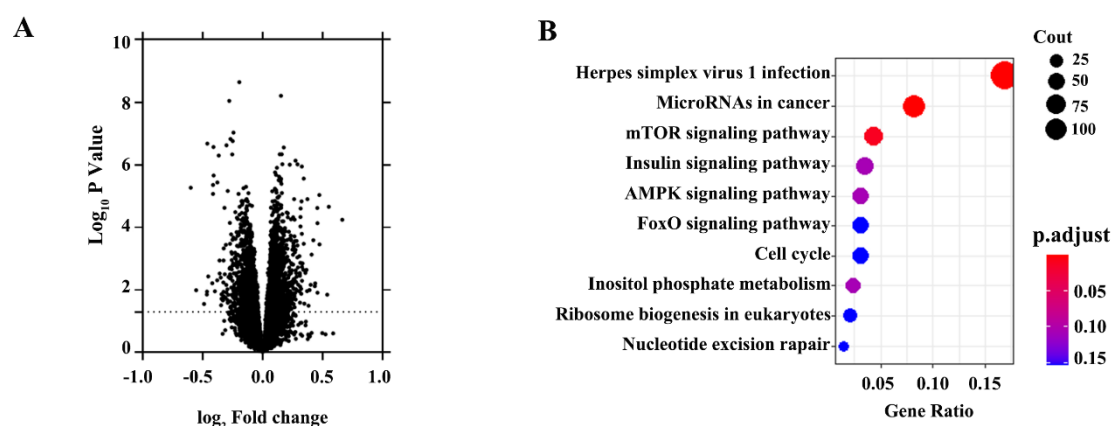 A
10
8
6
4
2
0
Log10 P Value
-1.0
-0.5
0.0
0.5
1.0
log2 Fold change
B
Herpes simplex virus 1 infection
MicroRNAs in cancer
mTOR signaling pathway
Insulin signaling pathway
AMPK signaling pathway
FoxO signaling pathway
Cell cycle
Inositol phosphate metabolism
Ribosome biogenesis in eukaryotes
Nucleotide excision rapair
0.05
0.10
0.15
Gene Ratio
Cout
25
50
75
100
p.adjust
0.05
0.10
0.15